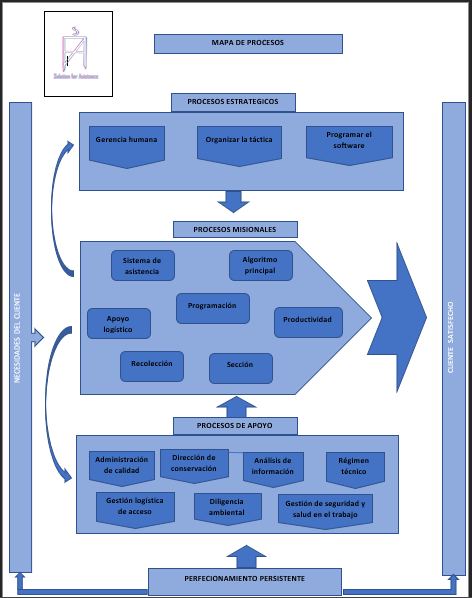 Solution for Assistence
MAPA DE PROCESOS
PROCESOS ESTRATEGICOS
Gerencia humana
Organizar la táctica
Programar el
software
PROCESOS MISIONALES
Sistema de
asistencia
Algoritmo
principal
Programación
Apoyo
logístico
Productividad
Recolección
Sección
NECESIDADES DEL CLIENTE
CLIENTE SATISFECHO
PROCESOS DE APOYO
Administración
de calidad
Dirección de
conservación
Análisis de
información
Régimen
técnico
Gestión logística
de acceso
Diligencia
ambiental
Gestión de seguridad y
salud en el trabajo
PERFECIONAMIENTO PERSISTENTE